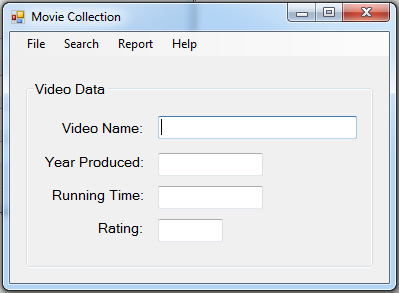 Movie Collection
File Search Report Help
Video Data
Video Name:
Year Produced:
Running Time:
Rating: